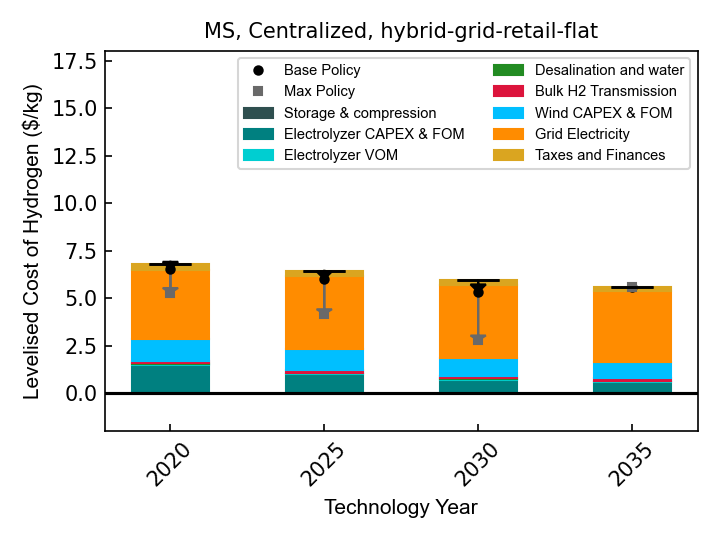 MS, Centralized, hybrid-grid-retail-flat
Levelised Cost of Hydrogen ($/kg)
17.5
15.0
12.5
10.0
7.5
5.0
2.5
0.0
Base Policy
Max Policy
Storage & compression
Electrolyzer CAPEX & FOM
Electrolyzer VOM
Desalination and water
Bulk H2 Transmission
Wind CAPEX & FOM
Grid Electricity
Taxes and Finances
2020
2025
2030
2035
Technology Year